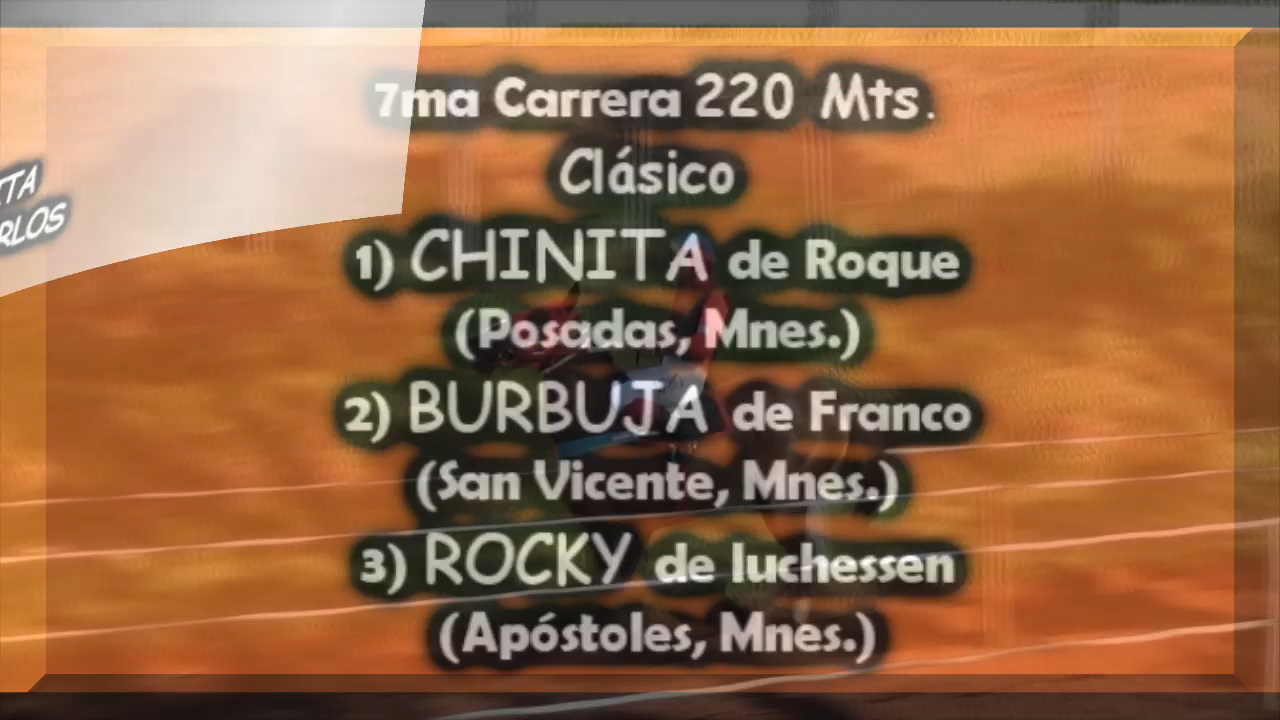 7ma Carrera 220 Mts.
Clásico
1) CHINITA de Roque
(Posadas, Mnes.)
2) BURBUJA de Franco
(San Vicente, Mnes.)
3) ROCKY de luchessen
(Apóstoles, Mnes.)